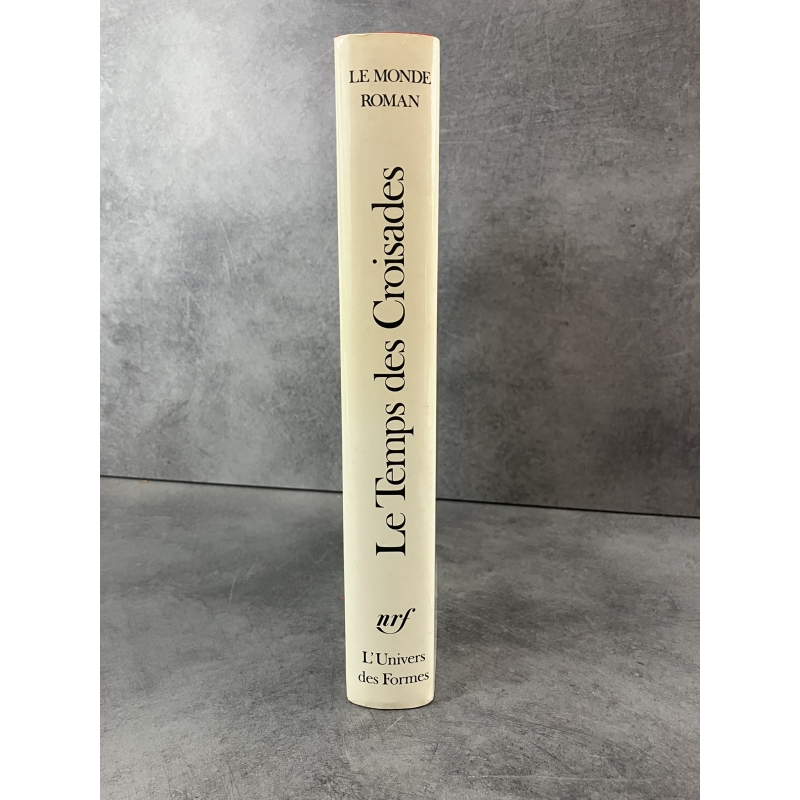 LE MONDE
ROMAN
Le Temps des Croisades
nrf
L'Univers
des Formes